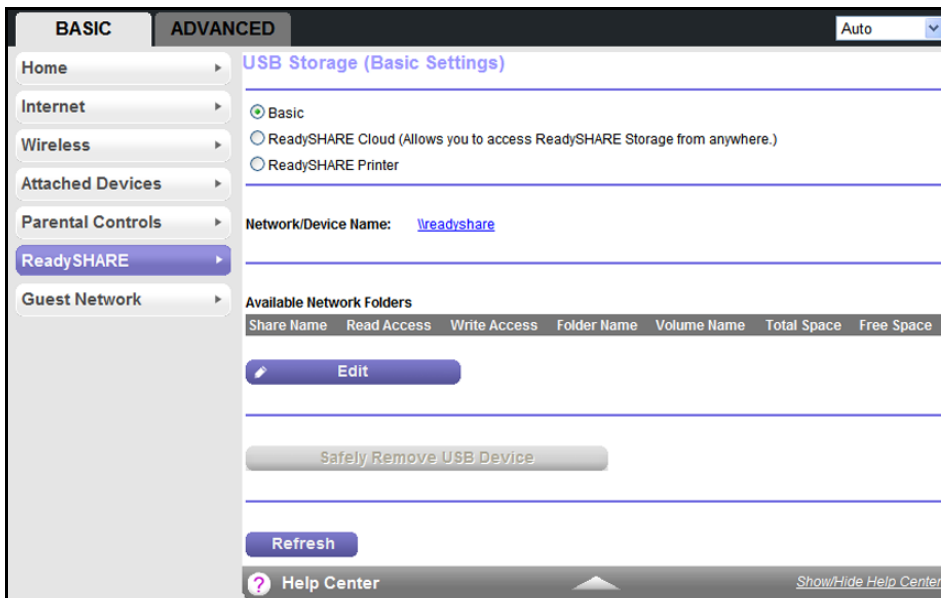 BASIC
ADVANCED
Auto
Home
Internet
Wireless
Attached Devices
Parental Controls
ReadySHARE
Guest Network
USB Storage (Basic Settings)
Basic
ReadySHARE Cloud (Allows you to access ReadySHARE Storage from anywhere.)
ReadySHARE Printer
Network/Device Name: \\readyshare
Available Network Folders
Share Name Read Access Write Access Folder Name Volume Name Total Space Free Space
Edit
Safely Remove USB Device
Refresh
? Help Center Show/Hide Help Center